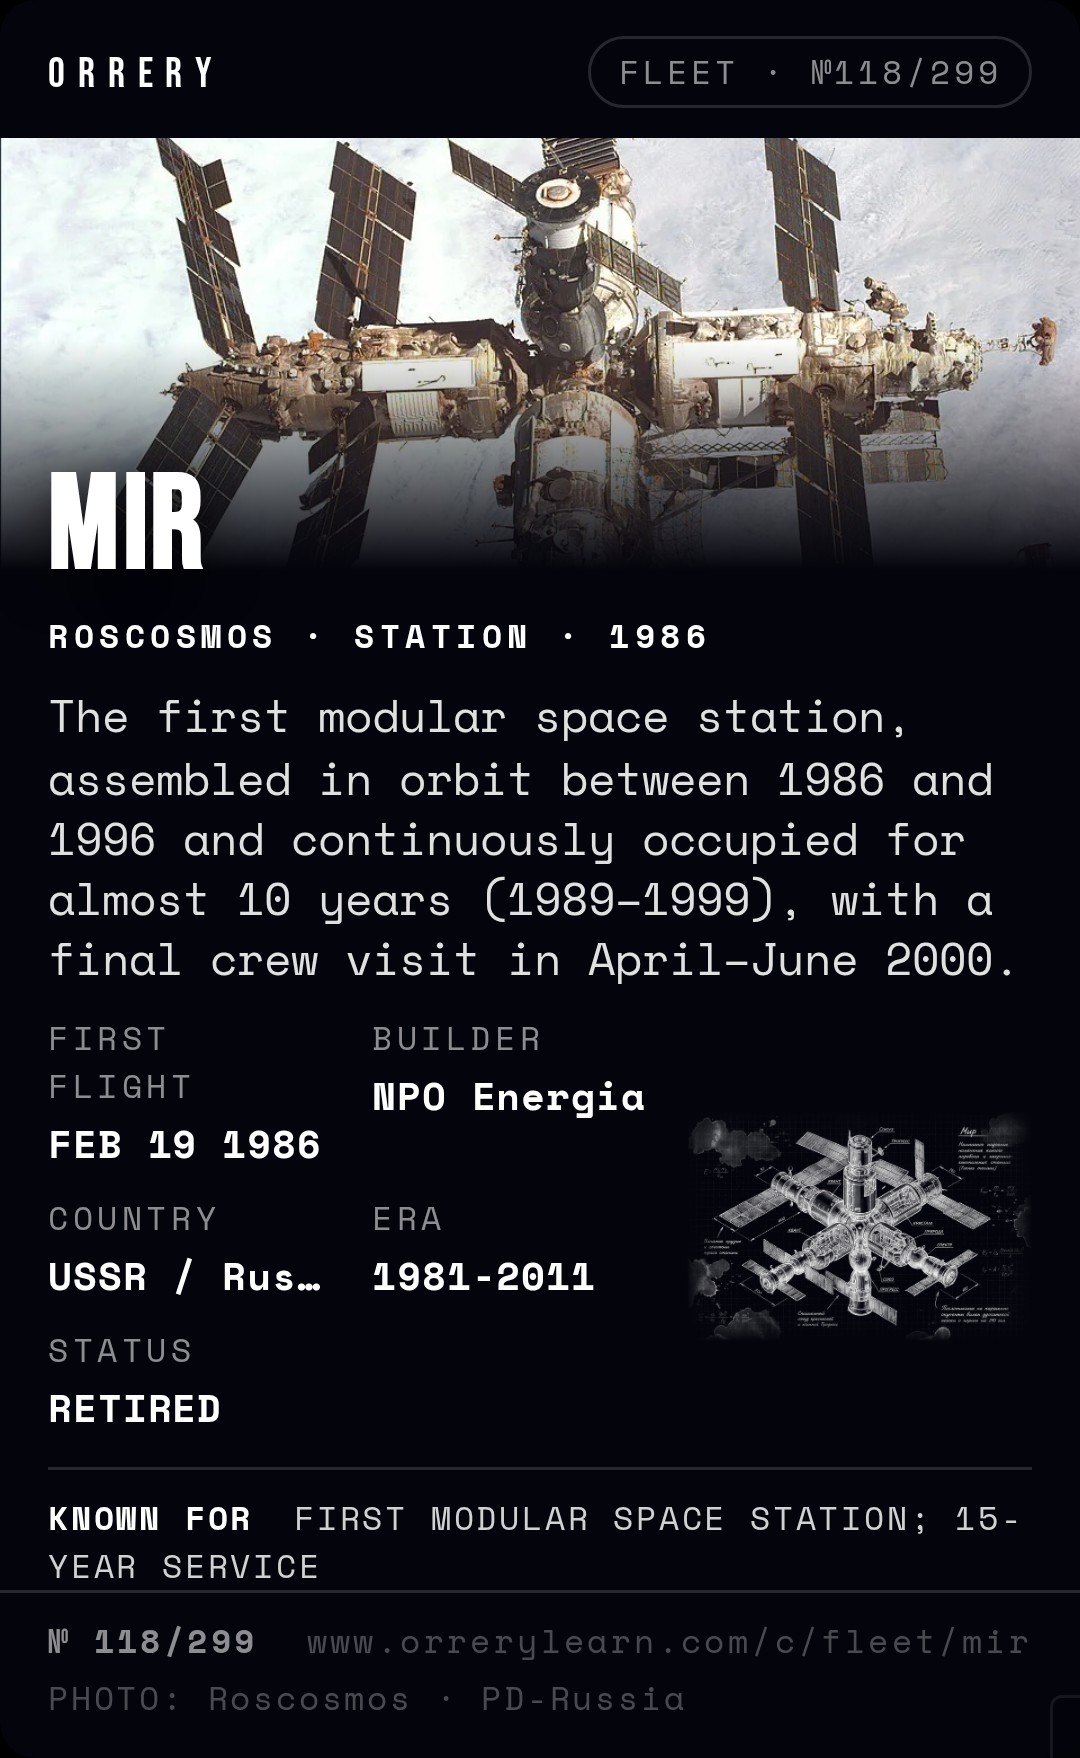 ORRERY
FLEET · №118/299
MIR
ROSCOSMOS · STATION · 1986
The first modular space station,
assembled in orbit between 1986 and
1996 and continuously occupied for
almost 10 years (1989–1999), with a
final crew visit in April–June 2000.
FIRST
FLIGHT
FEB 19 1986
BUILDER
NPO Energia
COUNTRY
USSR / Rus…
ERA
1981-2011
STATUS
RETIRED
Мир
KNOWN FOR FIRST MODULAR SPACE STATION; 15-
YEAR SERVICE
№ 118/299 www.orrerylearn.com/c/fleet/mir
PHOTO: Roscosmos · PD-Russia